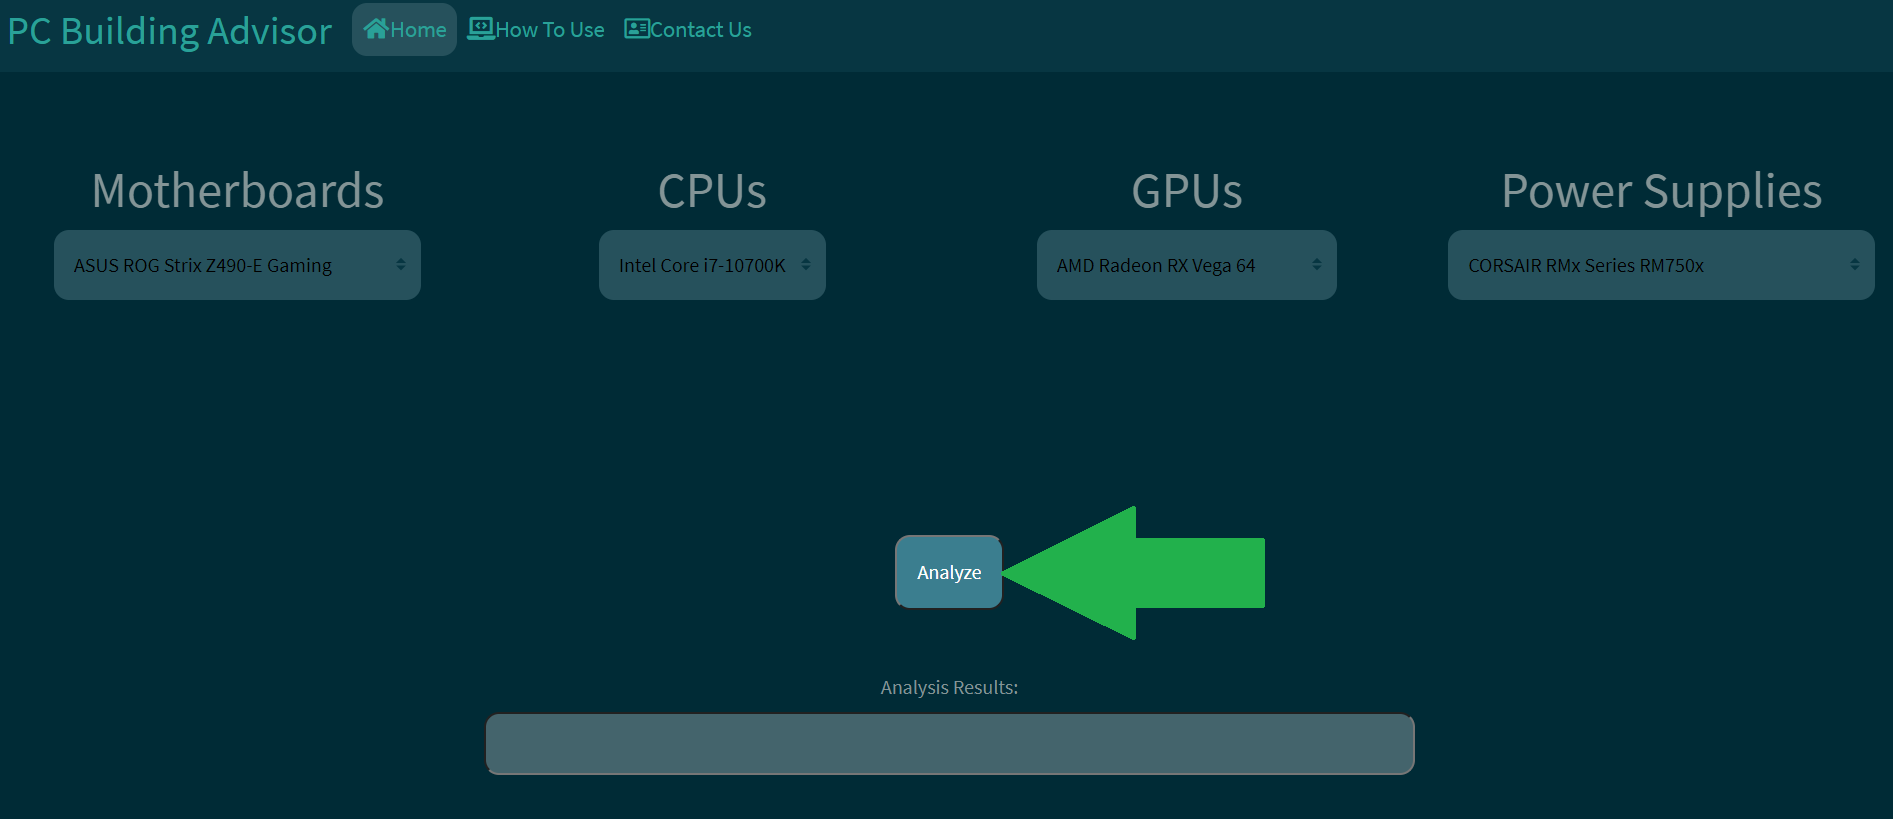 PC Building Advisor Home How To Use Contact Us
Motherboards CPUs GPUs Power Supplies
ASUS ROG Strix Z490-E Gaming Intel Core i7-10700K AMD Radeon RX Vega 64 CORSAIR RMx Series RM750x
Analyze
Analysis Results: